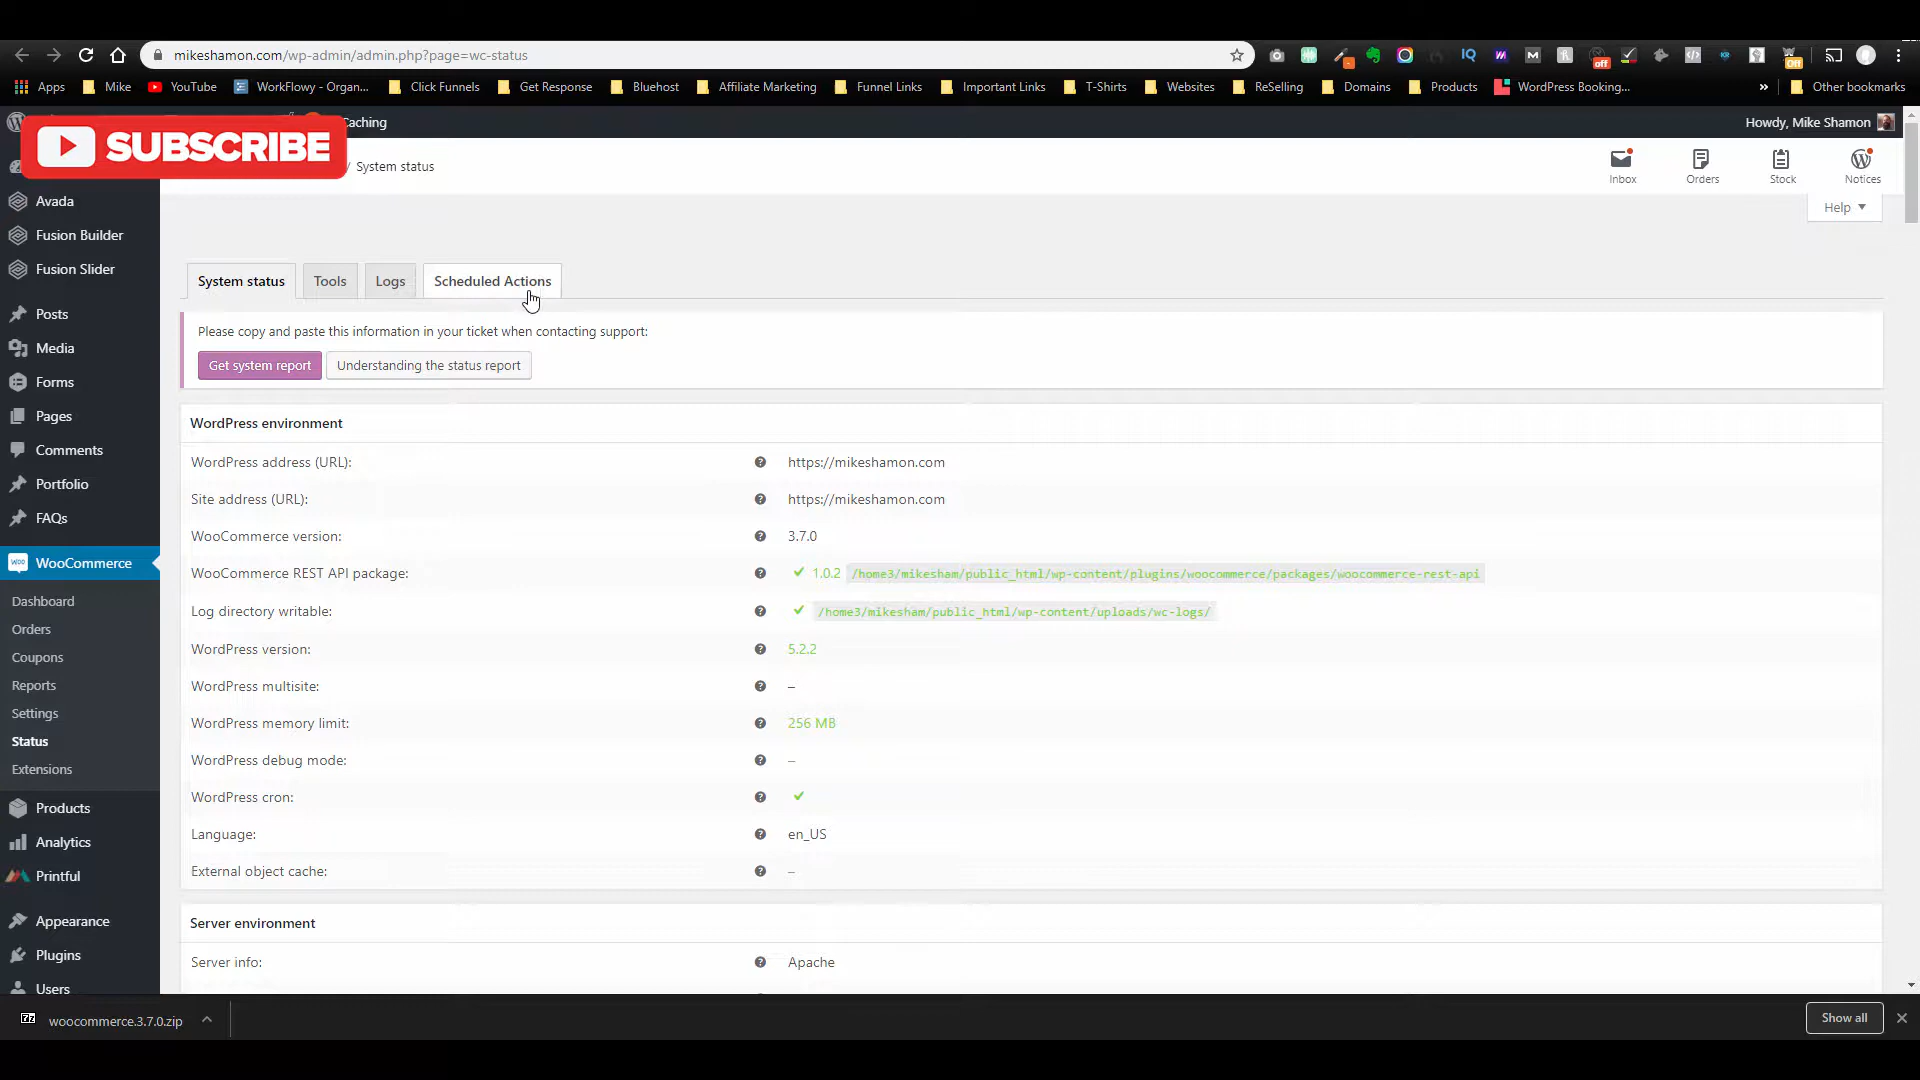 mikeshamon.com/wp-admin/admin.php?page=wc-status
Apps Mike YouTube WorkFlowy - Organ... Click Funnels Get Response Bluehost Affiliate Marketing Funnel Links Important Links T-Shirts Websites ReSelling Domains Products WordPress Booking... » Other bookmarks
Caching
Howdy, Mike Shamon
SUBSCRIBE
/ System status
Inbox
Orders
Stock
Notices
Help
Avada
Fusion Builder
Fusion Slider
Posts
Media
Forms
Pages
Comments
Portfolio
FAQs
WooCommerce
Dashboard
Orders
Coupons
Reports
Settings
Status
Extensions
Products
Analytics
Printful
Appearance
Plugins
Users
System status
Tools
Logs
Scheduled Actions
Please copy and paste this information in your ticket when contacting support:
Get system report
Understanding the status report
WordPress environment
WordPress address (URL): https://mikeshamon.com
Site address (URL): https://mikeshamon.com
WooCommerce version: 3.7.0
WooCommerce REST API package: ✔ 1.0.2 /home3/mikesham/public_html/wp-content/plugins/woocommerce/packages/woocommerce-rest-api
Log directory writable: ✔ /home3/mikesham/public_html/wp-content/uploads/wc-logs/
WordPress version: 5.2.2
WordPress multisite: –
WordPress memory limit: 256 MB
WordPress debug mode: –
WordPress cron: ✔
Language: en_US
External object cache: –
Server environment
Server info: Apache
woocommerce.3.7.0.zip
Show all